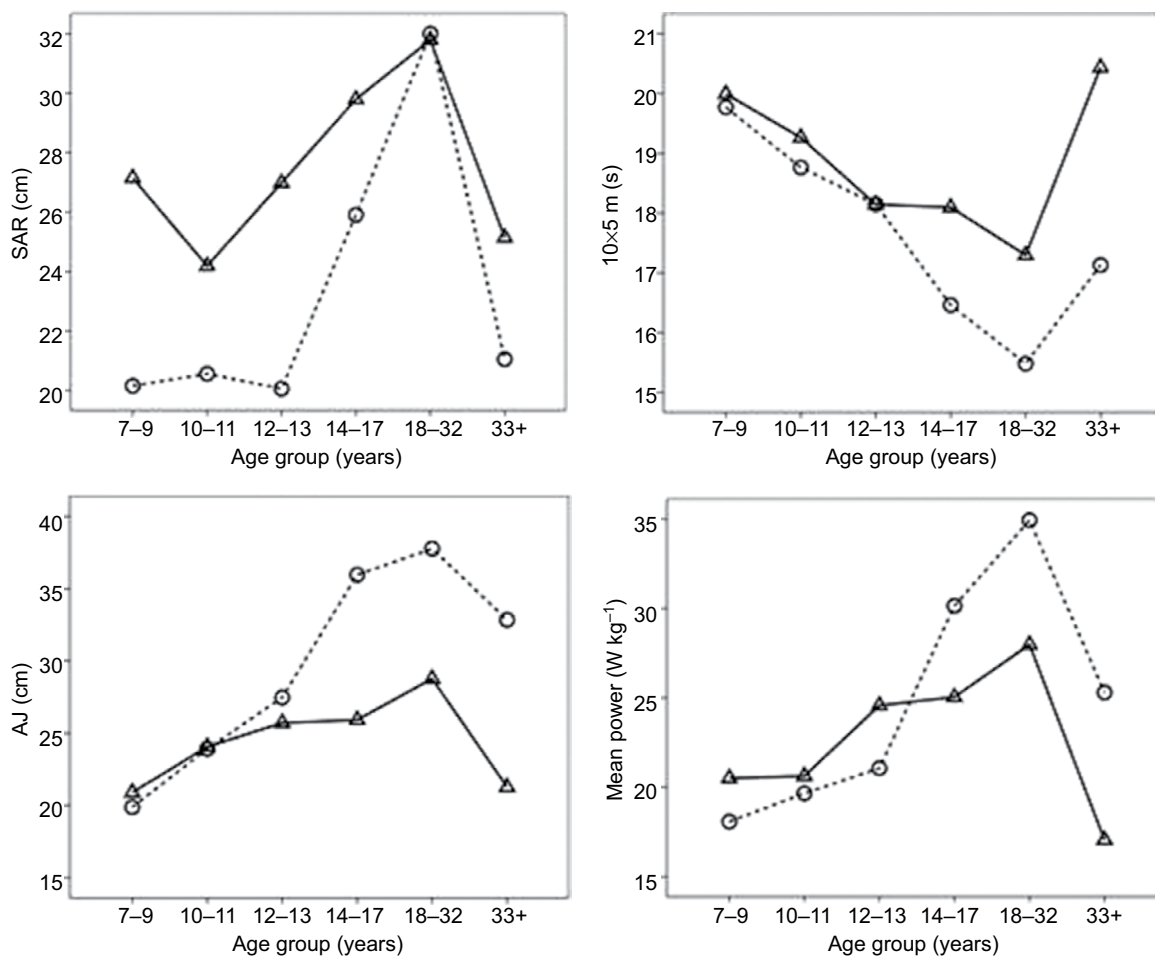 SAR (cm)
32
30
28
26
24
22
20
7–9 10–11 12–13 14–17 18–32 33+
Age group (years)
10×5 m (s)
21
20
19
18
17
16
15
7–9 10–11 12–13 14–17 18–32 33+
Age group (years)
AJ (cm)
40
35
30
25
20
15
7–9 10–11 12–13 14–17 18–32 33+
Age group (years)
Mean power (W kg⁻¹)
35
30
25
20
15
7–9 10–11 12–13 14–17 18–32 33+
Age group (years)